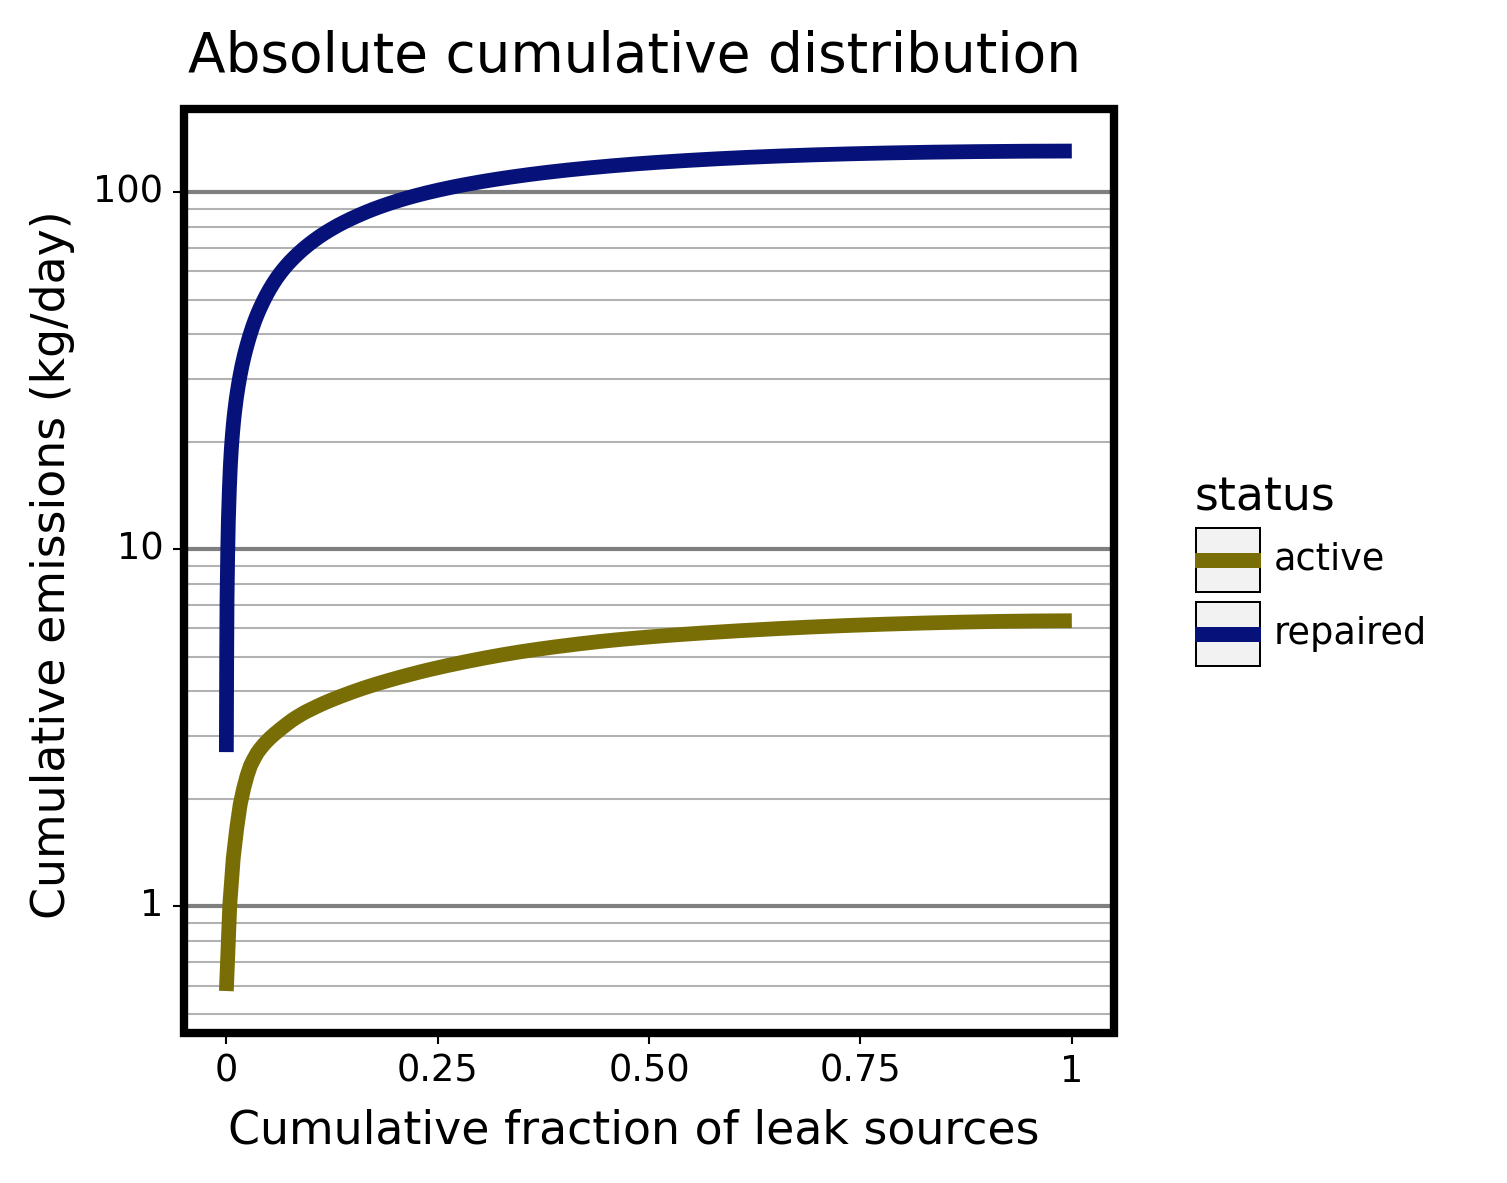 Absolute cumulative distribution
Cumulative emissions (kg/day)
100
10
1
0
0.25
0.50
0.75
1
Cumulative fraction of leak sources
status
active
repaired